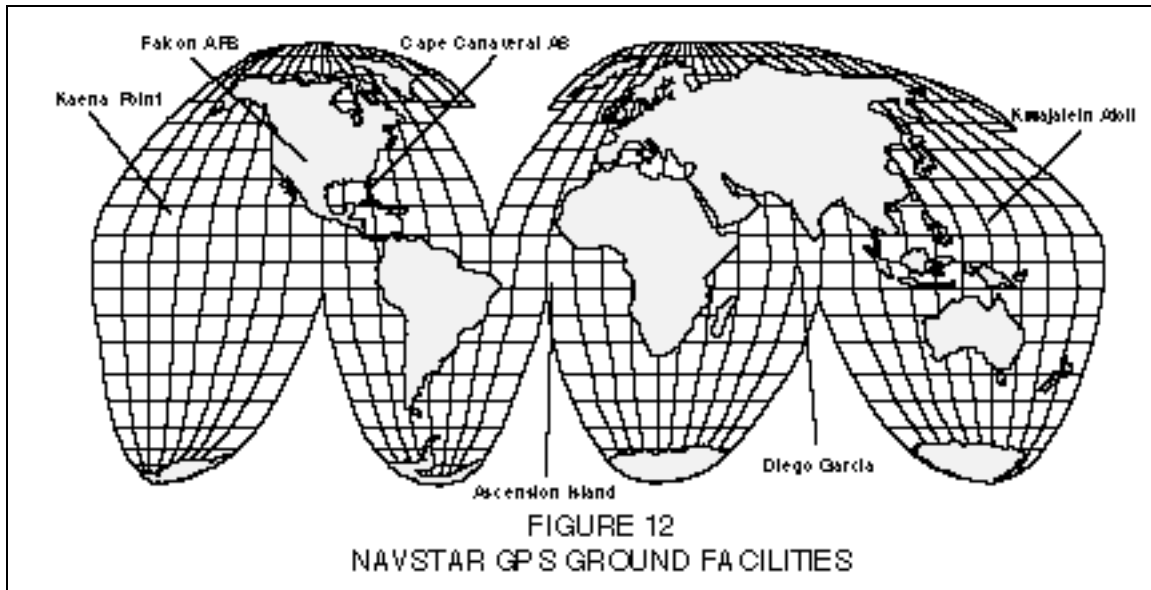 Falcon AFB
Cape Canaveral AS
Kaena Point
Kwajalein Atoll
Diego Garcia
Ascension Island
FIGURE 12
NAVSTAR GPS GROUND FACILITIES